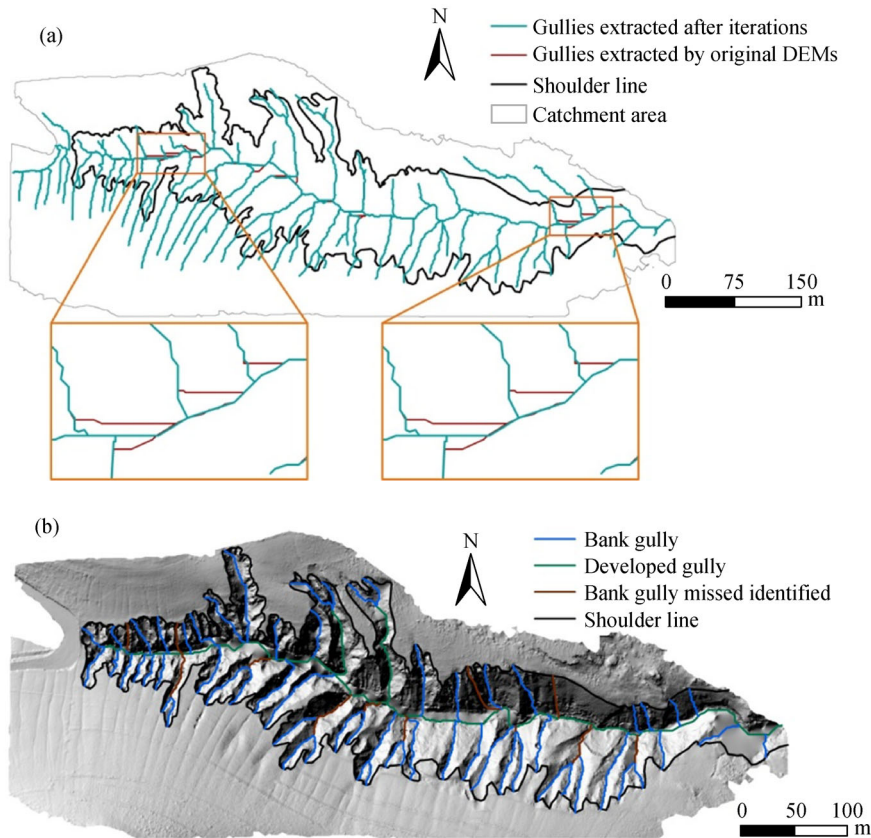 (a)
N
Gullies extracted after iterations
Gullies extracted by original DEMs
Shoulder line
Catchment area
0 75 150
m
(b)
N
Bank gully
Developed gully
Bank gully missed identified
Shoulder line
0 50 100
m